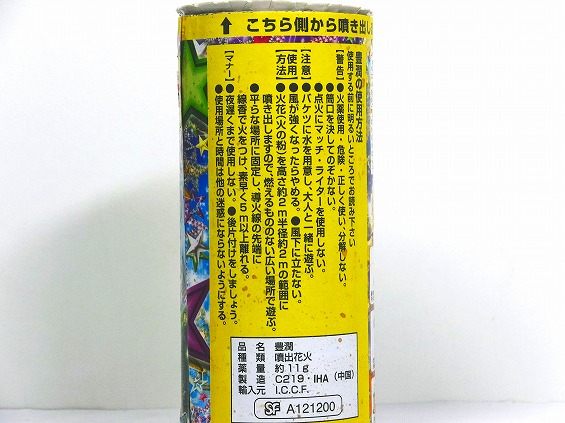 ↑ こちら側から噴き出し
豊潤の使用方法
使用する前に明るいところでお読み下さい
【警告】●火薬使用・危険・正しく使い、分解しない。
●筒口を決してのぞかない。
●点火にマッチ・ライターを使用しない。
【注意】●バケツに水を用意し、大人と一緒に遊ぶ。
●風が強くなったらやめる。●風下に立たない。
【使用方法】●火花(火の粉)を高さ約2m半径約2mの範囲に
噴き出しますので、燃えるもののない広い場所で遊ぶ。
●平らな場所に固定し、導火線の先端に
線香で火をつけ、素早く5m以上離れる。
【マナー】●夜遅くまで使用しない。●後片付けをしましょう。
●使用場所と時間は他の迷惑にならないようにする。
品名 豊潤
種類 噴出花火
薬量 約11g
製造 C219・IHA (中国)
輸入元 I.C.C.F.
SF A121200